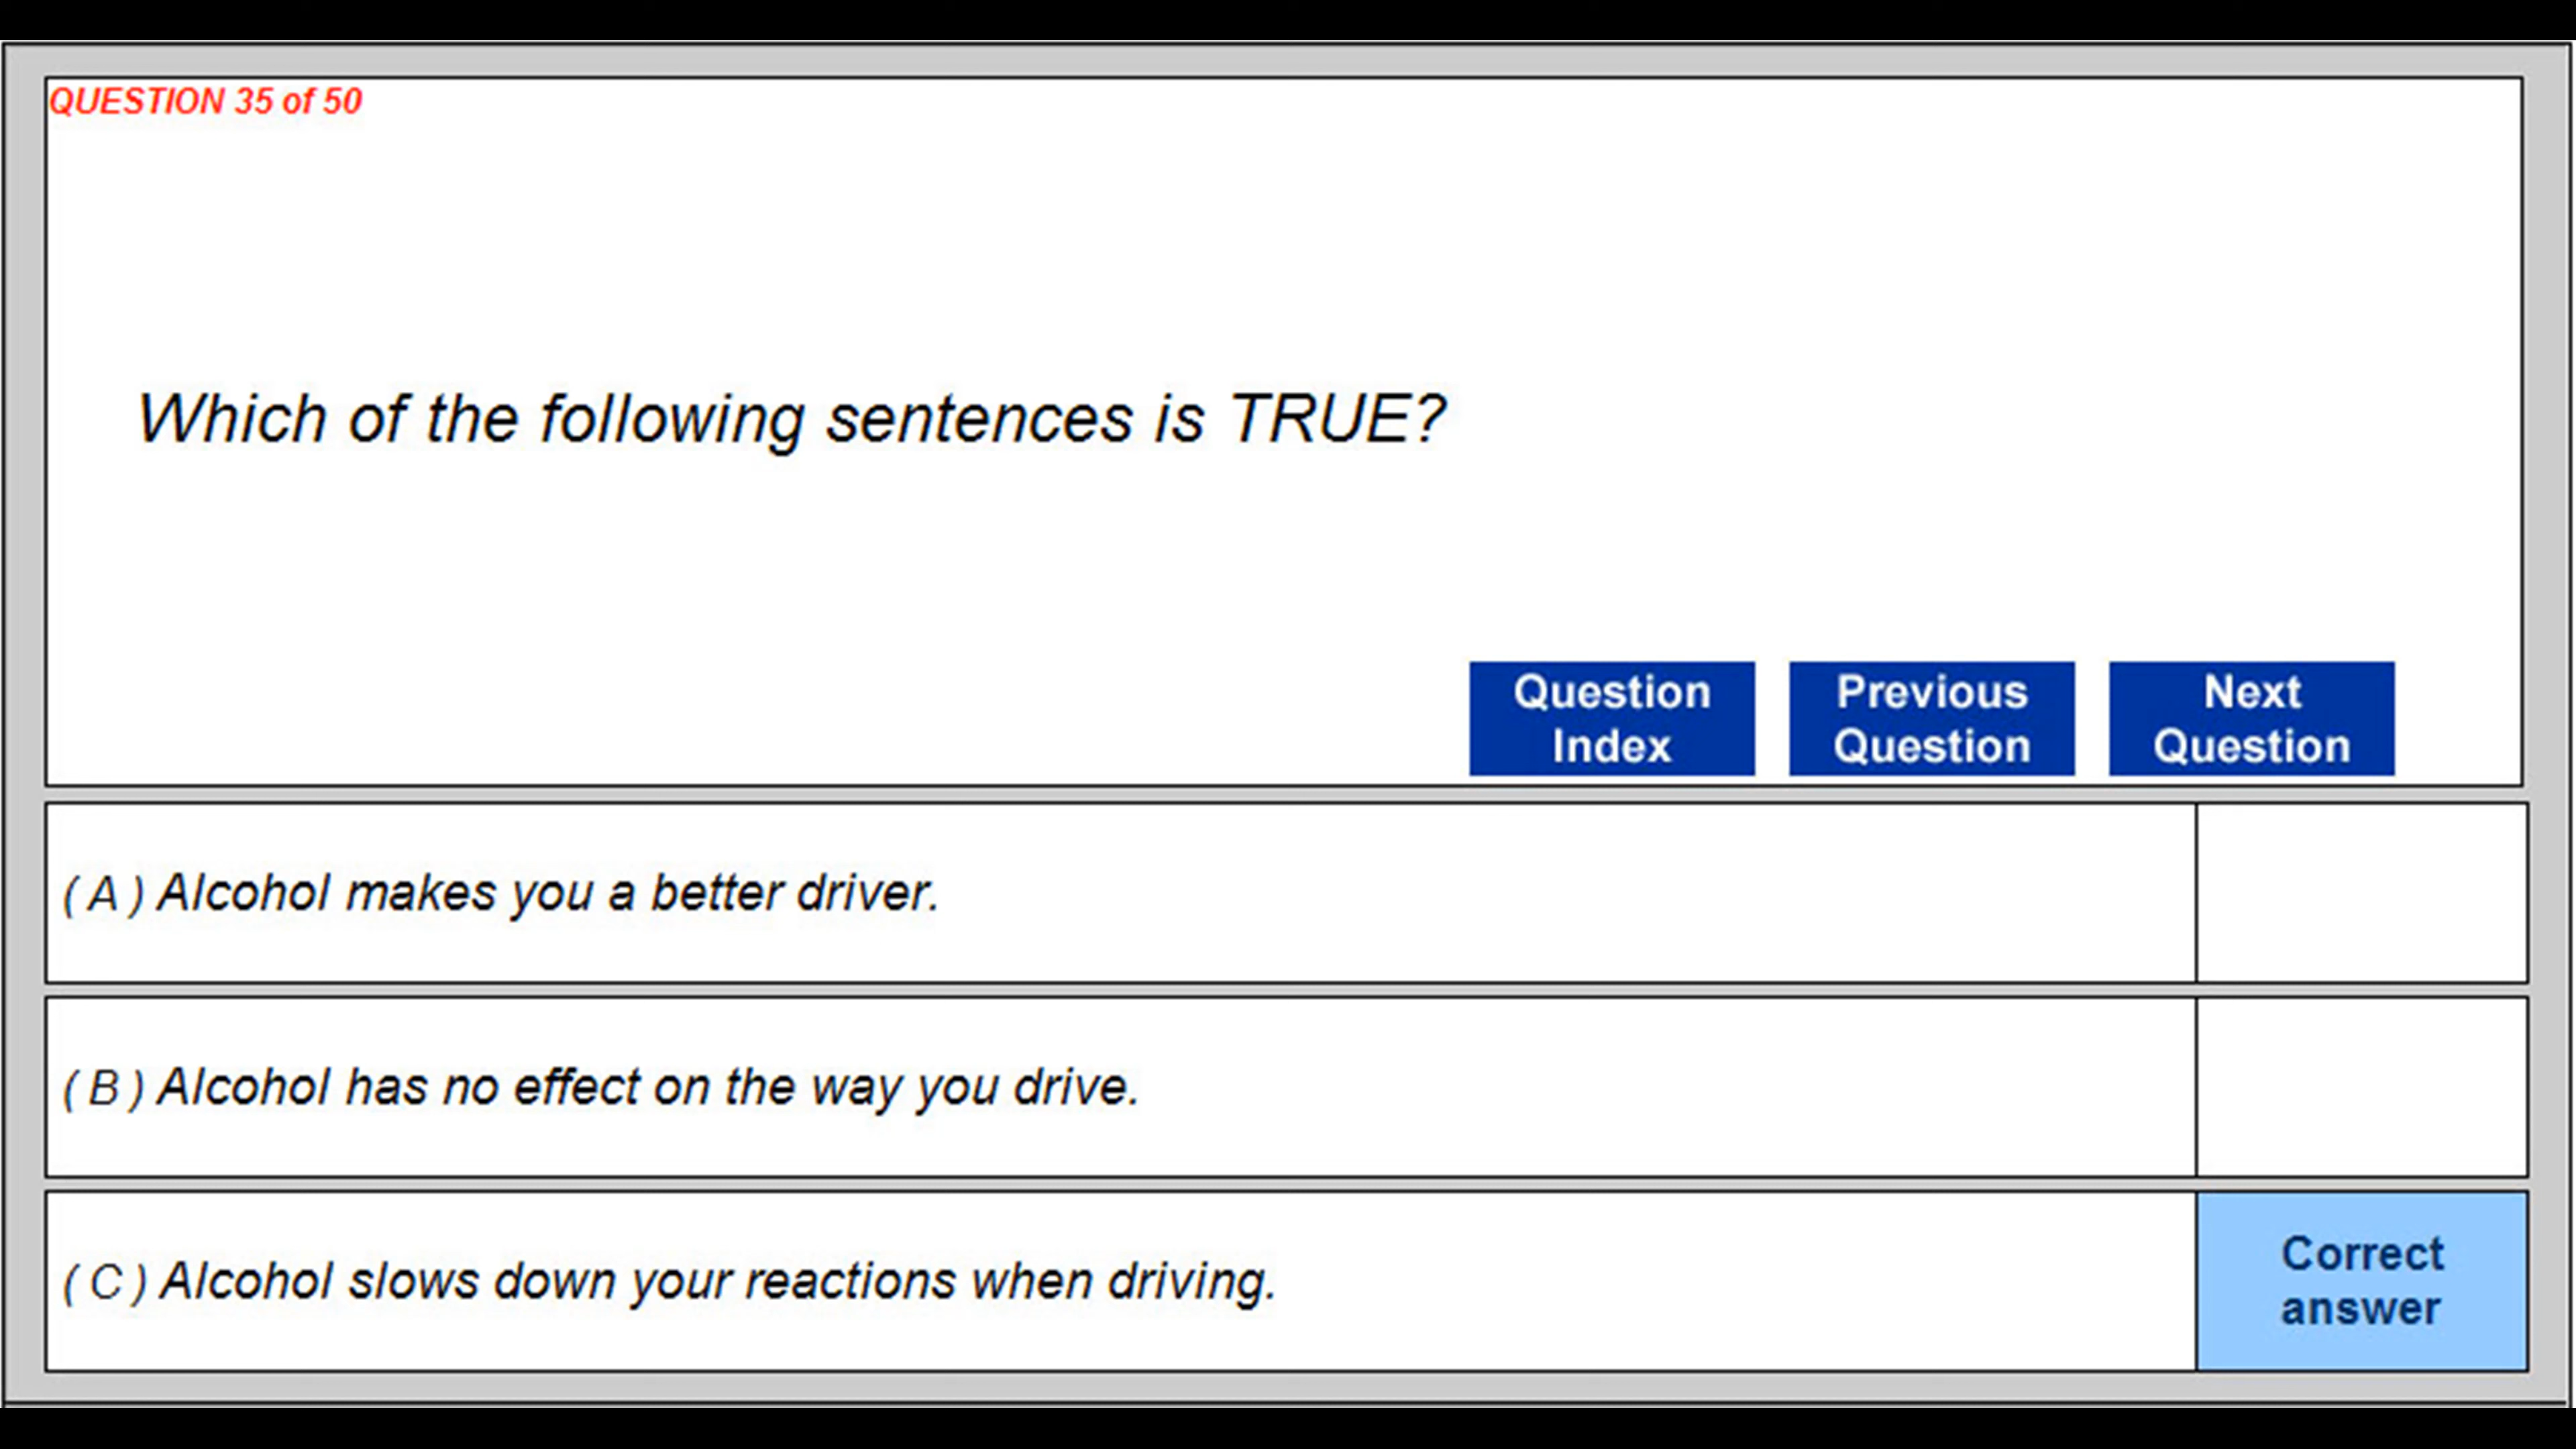 QUESTION 35 of 50
Which of the following sentences is TRUE?
Question
Index
Previous
Question
Next
Question
( A ) Alcohol makes you a better driver.
( B ) Alcohol has no effect on the way you drive.
( C ) Alcohol slows down your reactions when driving.
Correct
answer